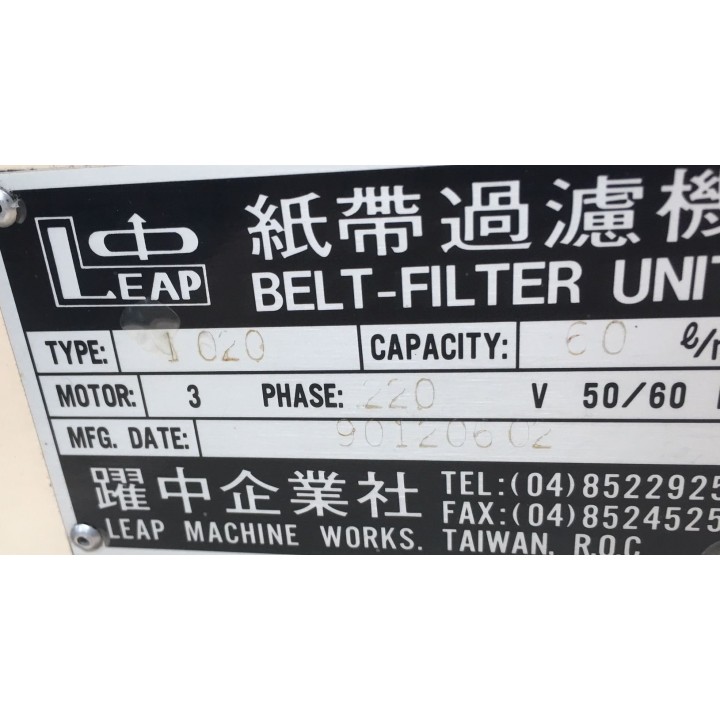 中
LEAP
紙帶過濾機
BELT-FILTER UNIT
TYPE: 1020 CAPACITY: 60 ℓ/
MOTOR: 3 PHASE: 220 V 50/60
MFG. DATE: 90120602
躍中企業社
TEL:(04)8522925
FAX:(04)8524525
LEAP MACHINE WORKS. TAIWAN, R.O.C